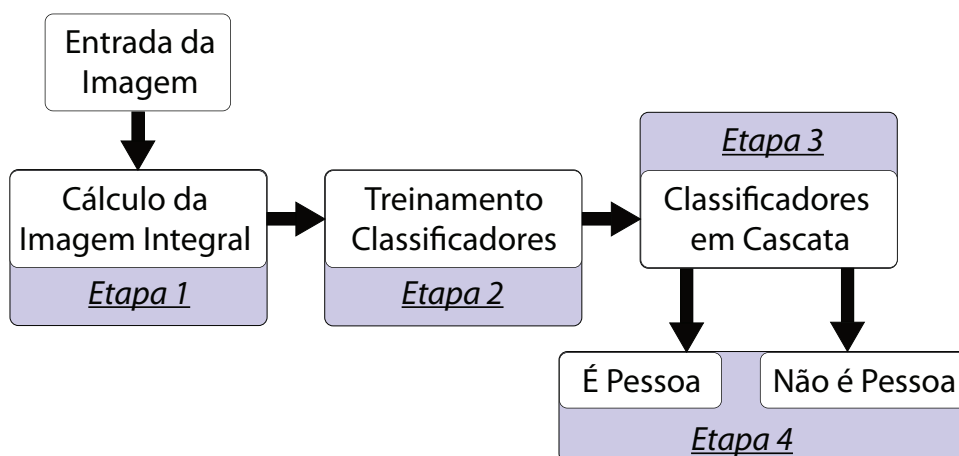 Entrada da
Imagem
Cálculo da
Imagem Integral
Etapa 1
Treinamento
Classificadores
Etapa 2
Etapa 3
Classificadores
em Cascata
É Pessoa
Não é Pessoa
Etapa 4